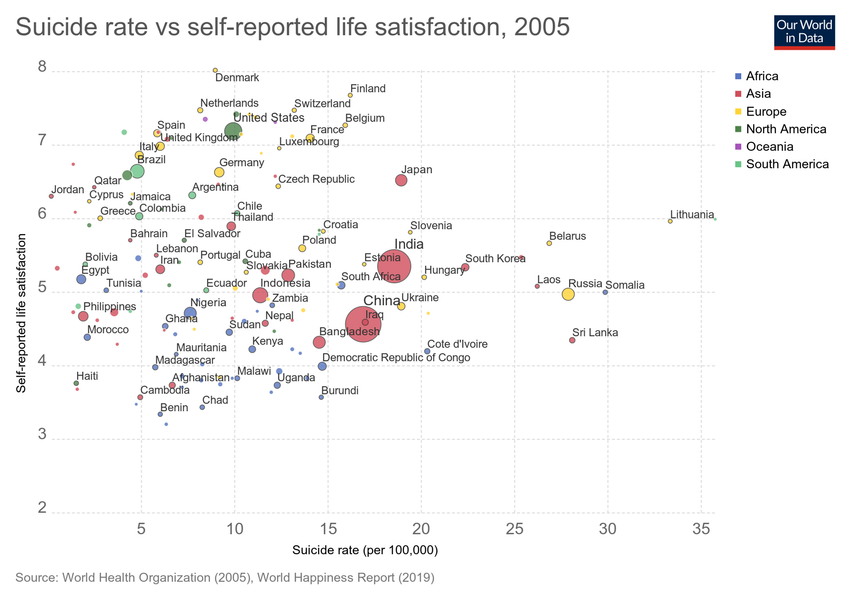 Suicide rate vs self-reported life satisfaction, 2005
Our World
in Data
8
7
6
5
4
3
2
Self-reported life satisfaction
5
10
15
20
25
30
35
Suicide rate (per 100,000)
Denmark
Finland
Netherlands
Switzerland
United States
Belgium
Spain
France
United Kingdom
Luxembourg
Italy
Brazil
Germany
Japan
Qatar
Czech Republic
Jordan
Cyprus
Jamaica
Argentina
Greece
Colombia
Chile
Thailand
Lithuania
Bahrain
El Salvador
Croatia
Slovenia
Poland
India
Belarus
Lebanon
Bolivia
Iran
Portugal
Cuba
Slovakia
Pakistan
Estonia
South Korea
Egypt
Hungary
Tunisia
Ecuador
Indonesia
South Africa
Laos
Russia
Somalia
Nigeria
Zambia
China
Ukraine
Philippines
Ghana
Nepal
Iraq
Morocco
Sudan
Bangladesh
Sri Lanka
Mauritania
Kenya
Cote d'Ivoire
Madagascar
Democratic Republic of Congo
Haiti
Afghanistan
Malawi
Uganda
Cambodia
Chad
Burundi
Benin
Africa
Asia
Europe
North America
Oceania
South America
Source: World Health Organization (2005), World Happiness Report (2019)